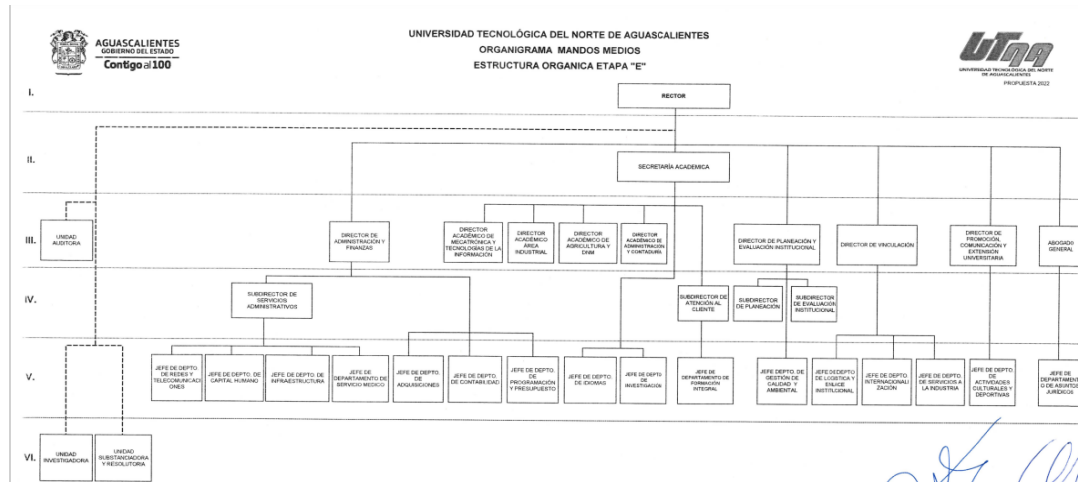 AGUASCALIENTES
GOBIERNO DEL ESTADO
Contigo al 100
UNIVERSIDAD TECNOLÓGICA DEL NORTE DE AGUASCALIENTES
ORGANIGRAMA MANDOS MEDIOS
ESTRUCTURA ORGANICA ETAPA "E"
UTNA
UNIVERSIDAD TECNOLÓGICA DEL NORTE
DE AGUASCALIENTES
PROPUESTA 2022
I.
RECTOR
II.
SECRETARÍA ACADEMICA
III.
UNIDAD
AUDITORA
DIRECTOR DE
ADMINISTRACIÓN Y
FINANZAS
DIRECTOR
ACADÉMICO DE
MECATRÓNICA Y
TECNOLOGÍAS DE LA
INFORMACIÓN
DIRECTOR
ACADÉMICO
ÁREA
INDUSTRIAL
DIRECTOR
ACADÉMICO DE
AGRICULTURA Y
DNM
DIRECTOR
ACADÉMICO DE
ADMINISTRACIÓN
Y CONTADURÍA
DIRECTOR DE PLANEACIÓN Y
EVALUACIÓN INSTITUCIONAL
DIRECTOR DE VINCULACIÓN
DIRECTOR DE
PROMOCIÓN,
COMUNICACIÓN Y
EXTENSIÓN
UNIVERSITARIA
ABOGADO
GENERAL
IV.
SUBDIRECTOR DE
SERVICIOS
ADMINISTRATIVOS
SUBDIRECTOR DE
ATENCIÓN AL
CLIENTE
SUBDIRECTOR
DE PLANEACIÓN
SUBDIRECTOR
DE EVALUACION
INSTITUCIONAL
V.
JEFE DE DEPTO.
DE REDES Y
TELECOMUNICACI
ONES
JEFE DE DEPTO. DE
CAPITAL HUMANO
JEFE DE DEPTO. DE
INFRAESTRUCTURA
JEFE DE
DEPARTAMENTO DE
SERVICIO MEDICO
JEFE DE DEPTO.
DE
ADQUISICIONES
JEFE DE DEPTO.
DE CONTABILIDAD
JEFE DE DEPTO.
DE
PROGRAMACIÓN
Y PRESUPUESTO
JEFE DE DEPTO.
DE IDIOMAS
JEFE DE DEPTO
DE
INVESTIGACION
JEFE DE
DEPARTAMENTO DE
FORMACIÓN
INTEGRAL
JEFE DE DEPTO. DE
GESTIÓN DE
CALIDAD Y
AMBIENTAL
JEFE DE DEPTO
DE LOGISTICA Y
ENLACE
INSTITUCIONAL
JEFE DE DEPTO.
INTERNACIONALI
ZACIÓN
JEFE DE DEPTO.
DE SERVICIOS A
LA INDUSTRIA
JEFE DE DEPTO.
DE
ACTIVIDADES
CULTURALES Y
DEPORTIVAS
JEFE DE
DEPARTAMENT
O DE ASUNTOS
JURÍDICOS
VI.
UNIDAD
INVESTIGADORA
UNIDAD
SUBSTANCIADORA
Y RESOLUTORIA